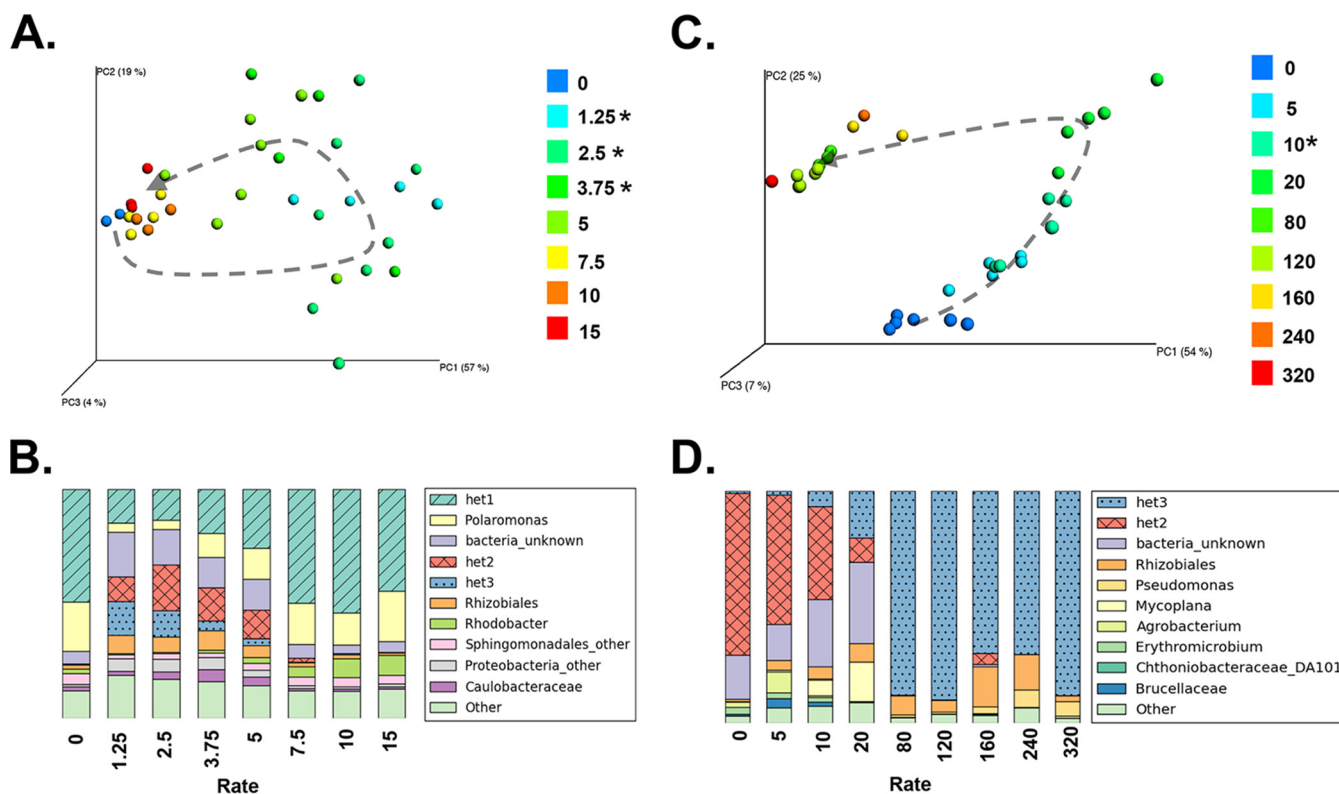 A.
PC2 (19 %)
PC1 (57 %)
PC3 (4 %)
0
1.25 *
2.5 *
3.75 *
5
7.5
10
15
C.
PC2 (25 %)
PC1 (54 %)
PC3 (7 %)
0
5
10*
20
80
120
160
240
320
B.
het1
Polaromonas
bacteria_unknown
het2
het3
Rhizobiales
Rhodobacter
Sphingomonadales_other
Proteobacteria_other
Caulobacteraceae
Other
0
1.25
2.5
3.75
5
7.5
10
15
Rate
D.
het3
het2
bacteria_unknown
Rhizobiales
Pseudomonas
Mycoplana
Agrobacterium
Erythromicrobium
Chthoniobacteraceae_DA101
Brucellaceae
Other
0
5
10
20
80
120
160
240
320
Rate